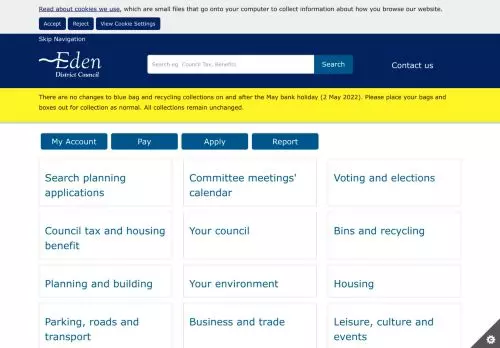 Read about cookies we use, which are small files that go onto your computer to collect information about how you browse our website.
Accept Reject View Cookie Settings
Skip Navigation
Eden
District Council
Search eg. Council Tax, Benefits
Search
Contact us
There are no changes to blue bag and recycling collections on and after the May bank holiday (2 May 2022). Please place your bags and
boxes out for collection as normal. All collections remain unchanged.
My Account Pay Apply Report
Search planning
applications
Committee meetings'
calendar
Voting and elections
Council tax and housing
benefit
Your council
Bins and recycling
Planning and building
Your environment
Housing
Parking, roads and
transport
Business and trade
Leisure, culture and
events